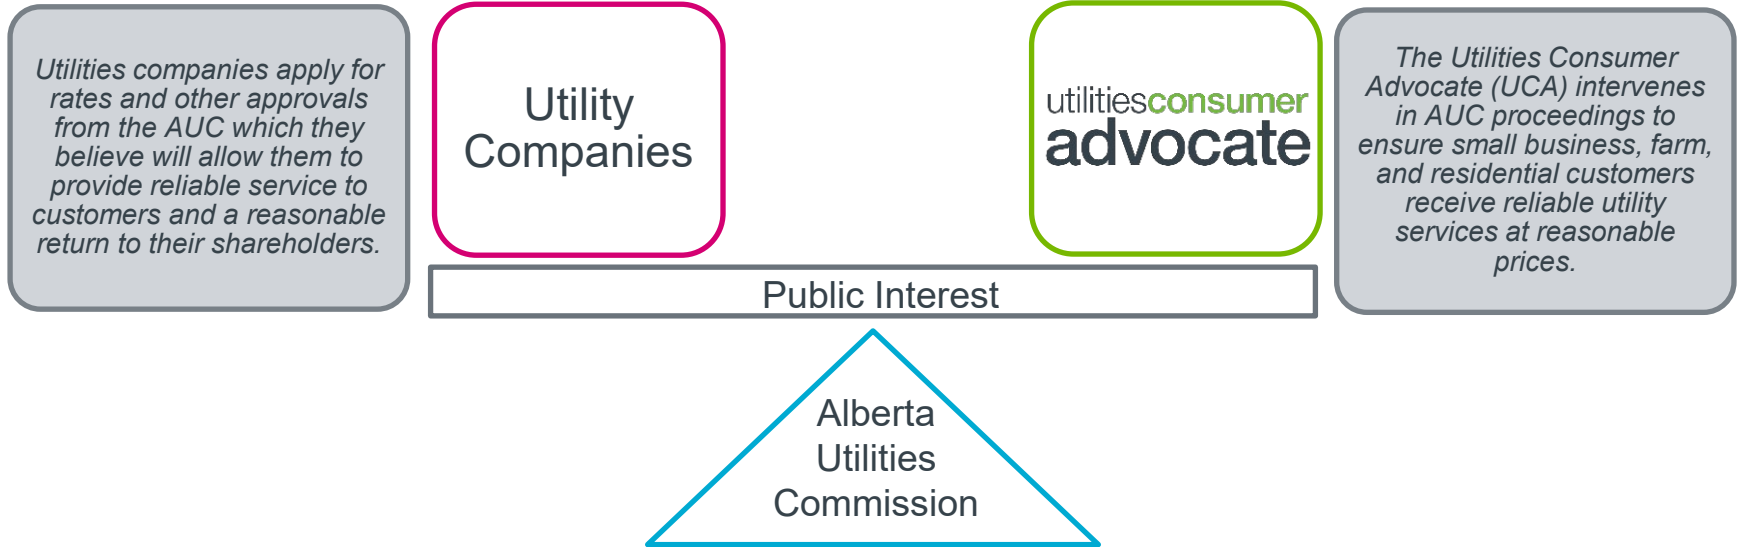 Utilities companies apply for
rates and other approvals
from the AUC which they
believe will allow them to
provide reliable service to
customers and a reasonable
return to their shareholders.
Utility
Companies
utilitiesconsumer
advocate
The Utilities Consumer
Advocate (UCA) intervenes
in AUC proceedings to
ensure small business, farm,
and residential customers
receive reliable utility
services at reasonable
prices.
Public Interest
Alberta
Utilities
Commission